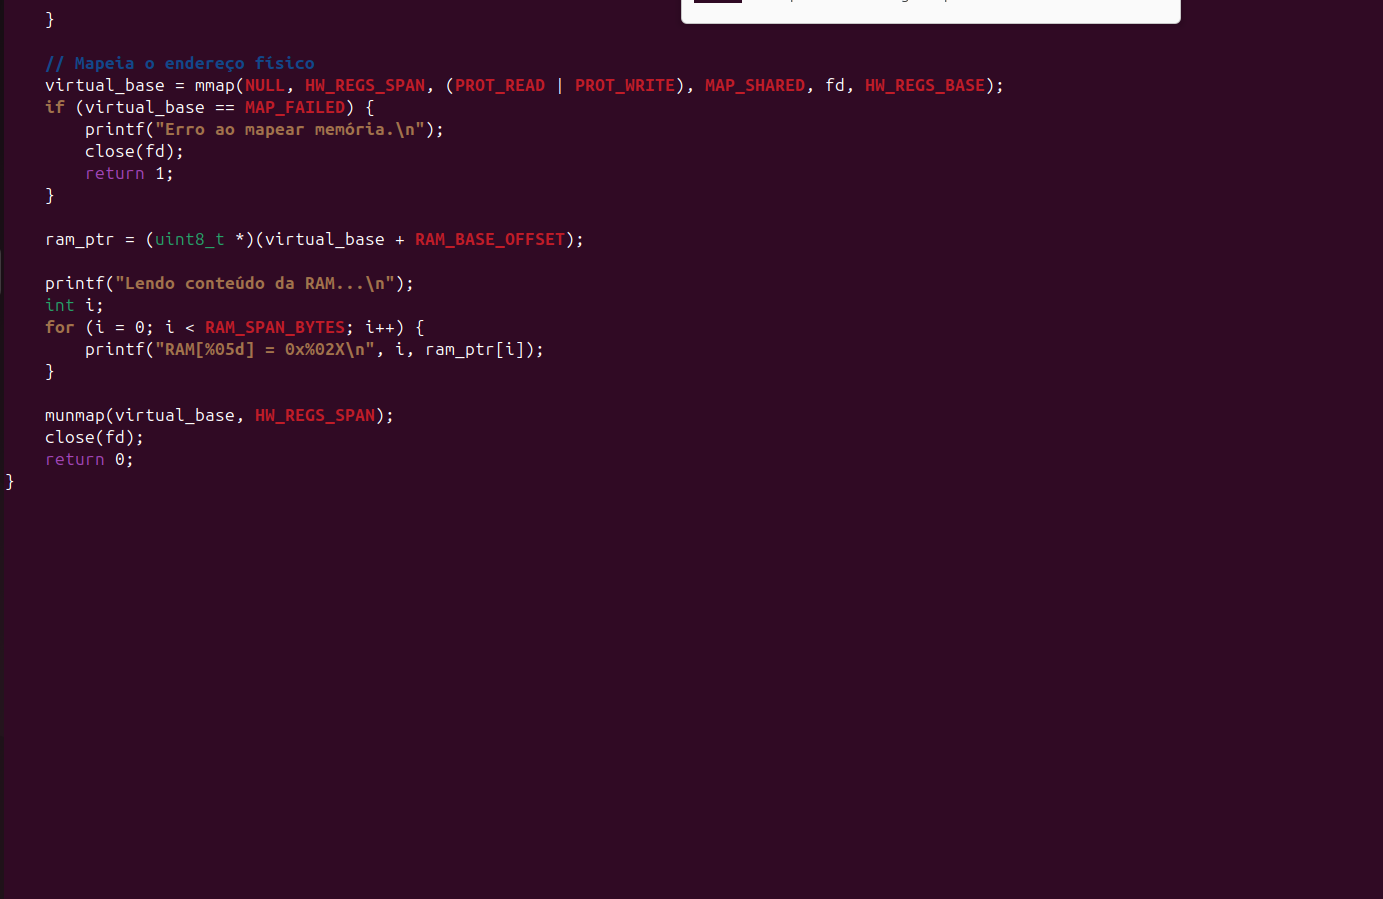 }
// Mapeia o endereço físico
virtual_base = mmap(NULL, HW_REGS_SPAN, (PROT_READ | PROT_WRITE), MAP_SHARED, fd, HW_REGS_BASE);
if (virtual_base == MAP_FAILED) {
printf("Erro ao mapear memória.\n");
close(fd);
return 1;
}
ram_ptr = (uint8_t *)(virtual_base + RAM_BASE_OFFSET);
printf("Lendo conteúdo da RAM...\n");
int i;
for (i = 0; i < RAM_SPAN_BYTES; i++) {
printf("RAM[%05d] = 0x%02X\n", i, ram_ptr[i]);
}
munmap(virtual_base, HW_REGS_SPAN);
close(fd);
return 0;
}